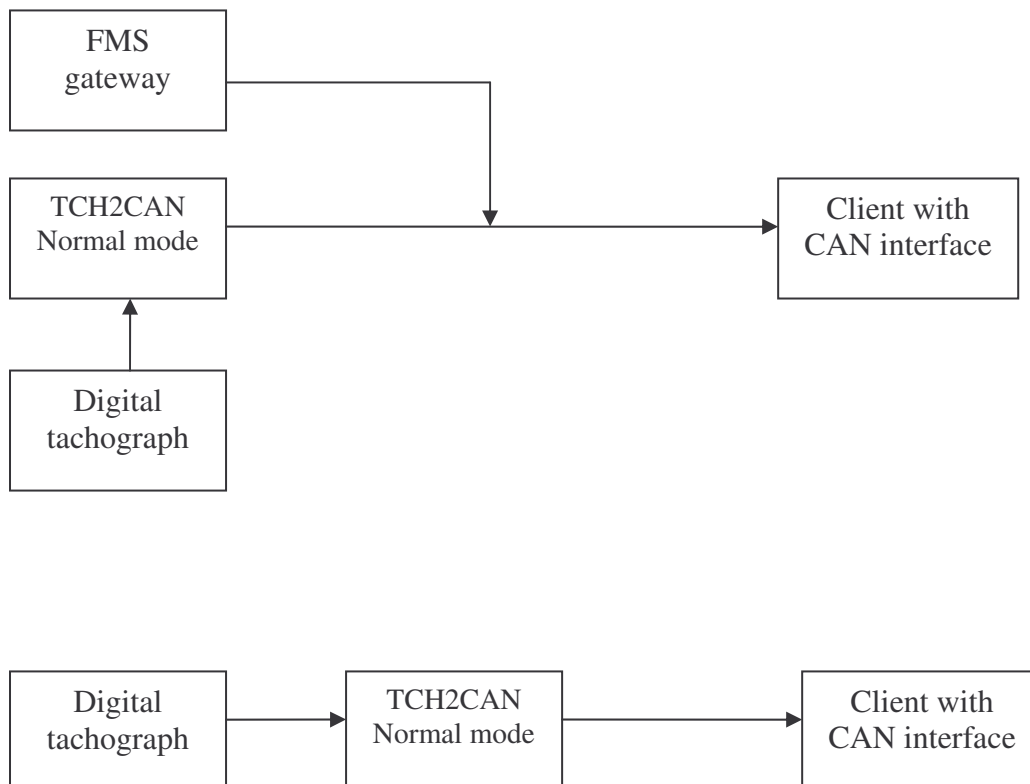 FMS
gateway
TCH2CAN
Normal mode
Client with
CAN interface
Digital
tachograph
Digital
tachograph
TCH2CAN
Normal mode
Client with
CAN interface